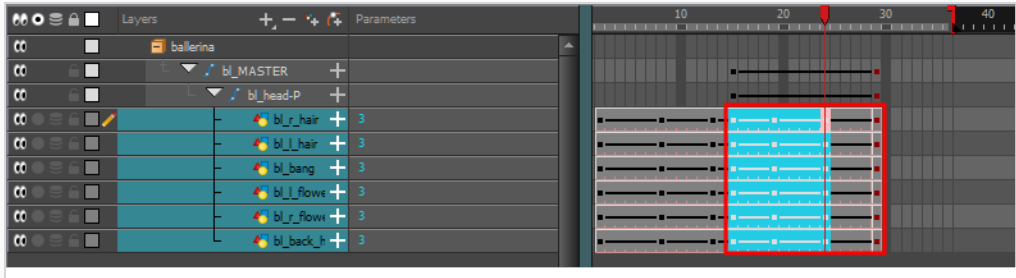 Layers Parameters 10 20 30 40
ballerina
bl_MASTER
bl_head-P
bl_r_hair 3
bl_l_hair 3
bl_bang 3
bl_l_flowe 3
bl_r_flowe 3
bl_back_h 3